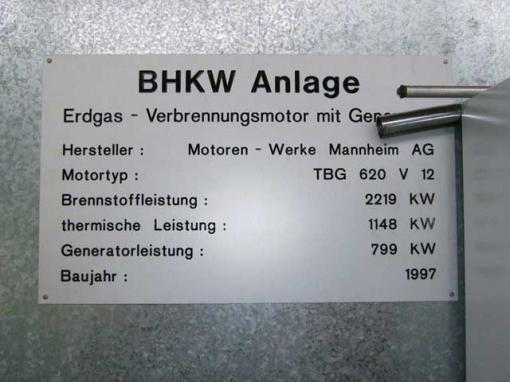 BHKW Anlage
Erdgas - Verbrennungsmotor mit
Hersteller : Motoren - Werke Mannheim AG
Motortyp : TBG 620 V 12
Brennstoffleistung : 2219 KW
thermische Leistung : 1148 KW
Generatorleistung : 799 KW
Baujahr : 1997